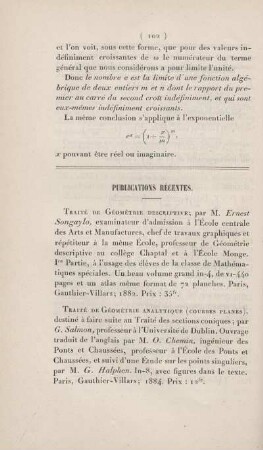 ( 102 )
et l'on voit, sous cette forme, que pour des valeurs in-
définiment croissantes de m le numérateur du terme
général que nous considérons a pour limite l'unité.
Donc le nombre e est la limite d'une fonction algé-
brique de deux entiers m et n dont le rapport du pre-
mier au carré du second croît indéfiniment, et qui sont
eux-mêmes indéfiniment croissants.
La même conclusion s'applique à l'exponentielle
x pouvant être réel ou imaginaire.
PUBLICATIONS RÉCENTES.
TRAITÉ DE GÉOMÉTRIE DESCRIPTIVE; par M. Ernest
Songaylo, examinateur d'admission à l'École centrale
des Arts et Manufactures, chef de travaux graphiques et
répétiteur à la même École, professeur de Géométrie
descriptive au collège Chaptal et à l'École Monge.
Ire Partie, à l'usage des élèves de la classe de Mathéma-
tiques spéciales. Un beau volume grand in-4, de VI-440
pages et un atlas même format de 72 planches. Paris,
Gauthier-Villars; 1882. Prix : 35fr.
TRAITÉ DE GÉOMÉTRIE ANALYTIQUE (COURBES PLANES),
destiné à faire suite au Traité des sections coniques; par
G. Salmon, professeur à l'Université de Dublin. Ouvrage
traduit de l'anglais par M. O. Chemin, ingénieur des
Ponts et Chaussées, professeur à l'École des Ponts et
Chaussées, et suivi d'une Étude sur les points singuliers,
par M. G. Halphen. In-8, avec figures dans le texte.
Paris, Gauthier-Villars; 1884. Prix : 12fr.